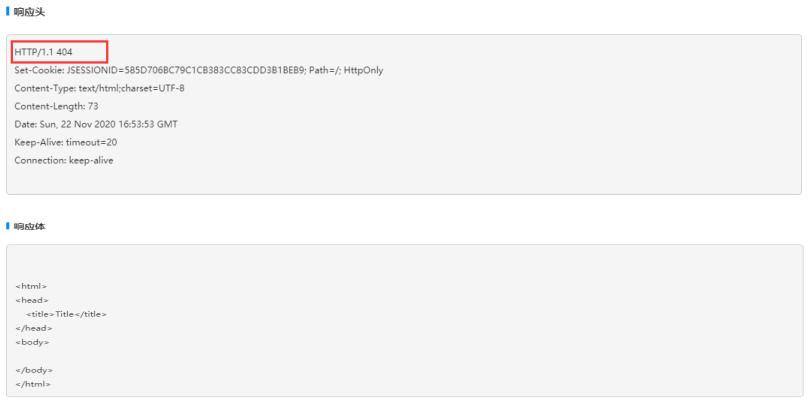 响应头
HTTP/1.1 404
Set-Cookie: JSESSIONID=585D706BC79C1CB383CC83CDD3B1BEB9; Path=/; HttpOnly
Content-Type: text/html;charset=UTF-8
Content-Length: 73
Date: Sun, 22 Nov 2020 16:53:53 GMT
Keep-Alive: timeout=20
Connection: keep-alive
响应体
<html>
<head>
<title>Title</title>
</head>
<body>
</body>
</html>